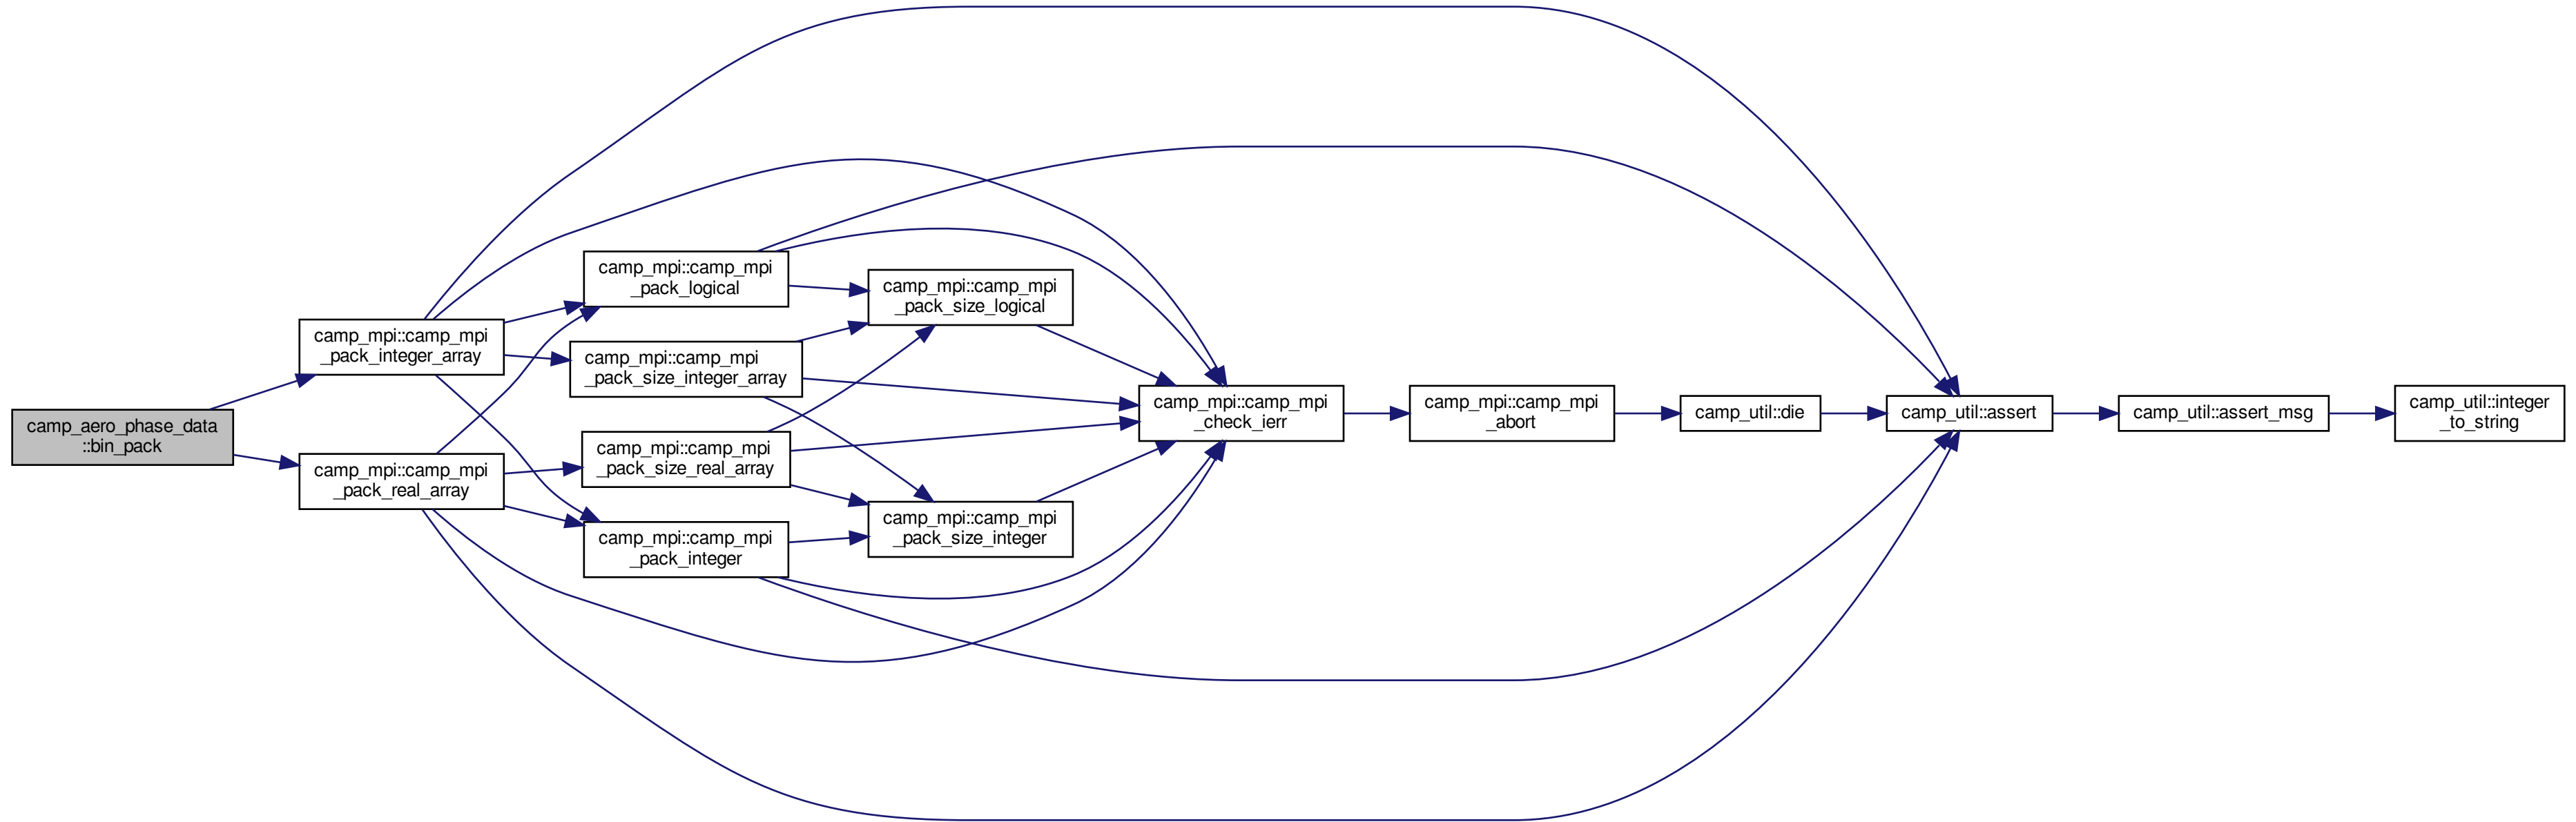 camp_aero_phase_data
::bin_pack
camp_mpi::camp_mpi
_pack_integer_array
camp_mpi::camp_mpi
_pack_real_array
camp_mpi::camp_mpi
_pack_logical
camp_mpi::camp_mpi
_pack_size_integer_array
camp_mpi::camp_mpi
_pack_size_real_array
camp_mpi::camp_mpi
_pack_integer
camp_mpi::camp_mpi
_pack_size_logical
camp_mpi::camp_mpi
_pack_size_integer
camp_mpi::camp_mpi
_check_ierr
camp_mpi::camp_mpi
_abort
camp_util::die
camp_util::assert
camp_util::assert_msg
camp_util::integer
_to_string